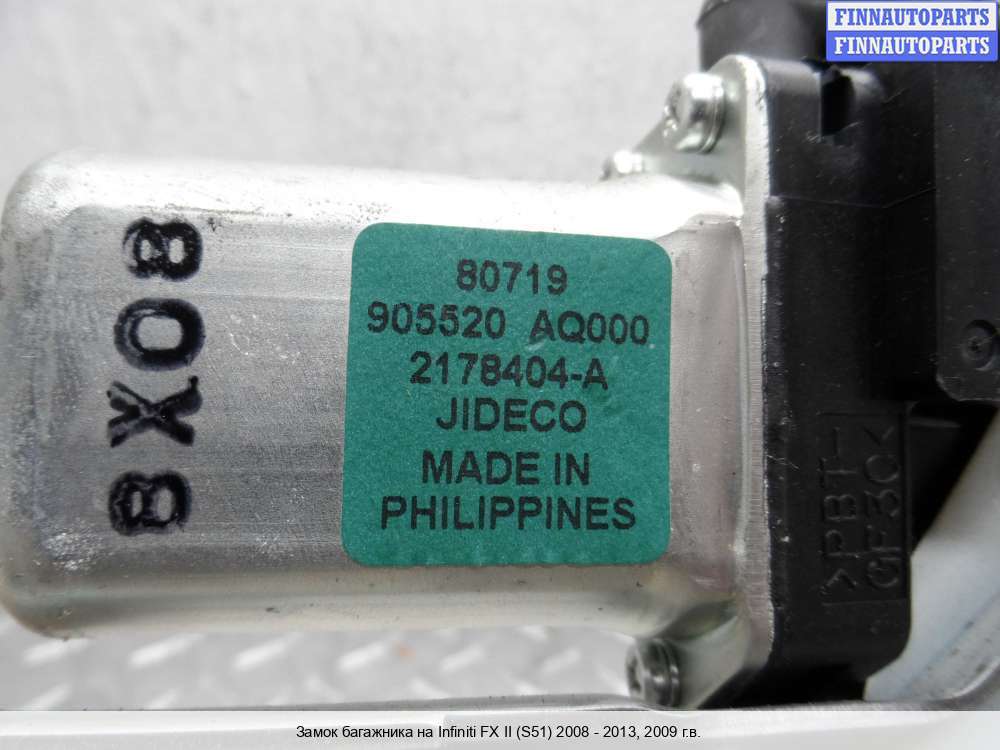 FINNAUTOPARTS
FINNAUTOPARTS
80719
905520 AQ000
2178404-A
JIDECO
MADE IN
PHILIPPINES
8X08
>PBT-
GF30<
Замок багажника на Infiniti FX II (S51) 2008 - 2013, 2009 г.в.